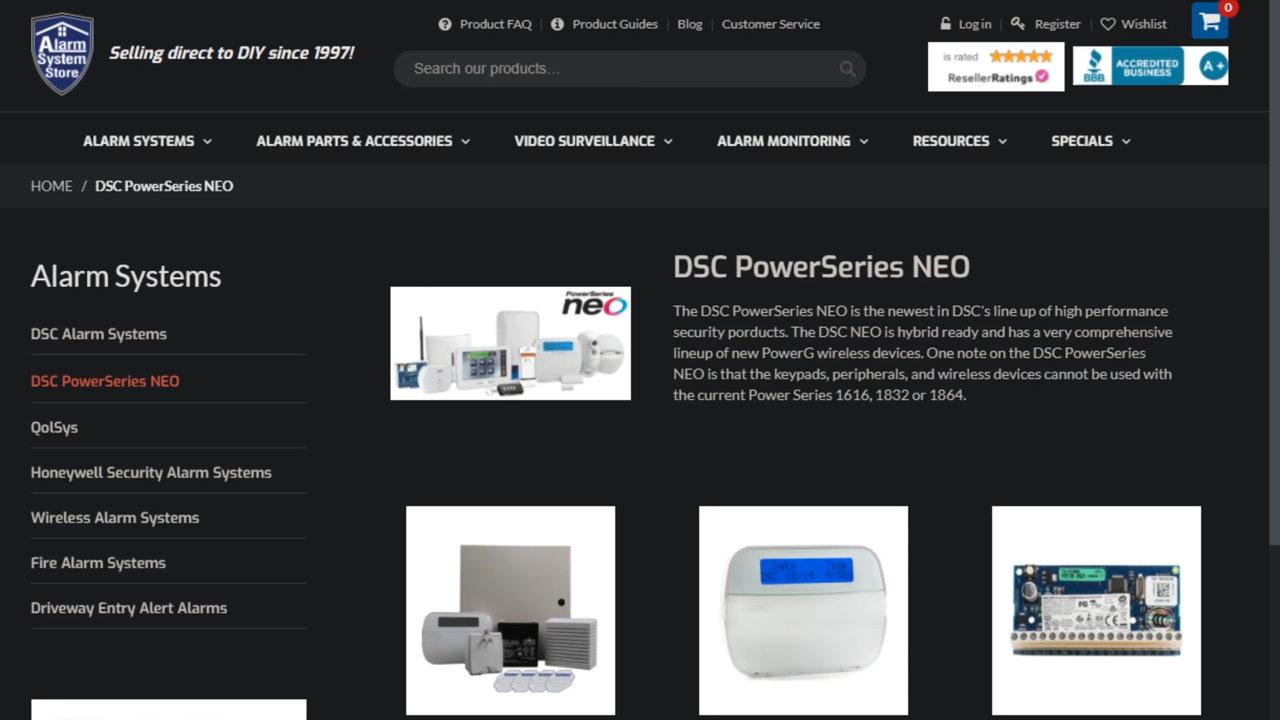 Alarm
System
Store
Selling direct to DIY since 1997!
Product FAQ
Product Guides
Blog
Customer Service
Log in
Register
Wishlist
0
Search our products...
is rated
ResellerRatings
BBB
ACCREDITED
BUSINESS
A+
ALARM SYSTEMS
ALARM PARTS & ACCESSORIES
VIDEO SURVEILLANCE
ALARM MONITORING
RESOURCES
SPECIALS
HOME / DSC PowerSeries NEO
Alarm Systems
DSC Alarm Systems
DSC PowerSeries NEO
QolSys
Honeywell Security Alarm Systems
Wireless Alarm Systems
Fire Alarm Systems
Driveway Entry Alert Alarms
PowerSeries
neo
DSC PowerSeries NEO
The DSC PowerSeries NEO is the newest in DSC's line up of high performance
security porducts. The DSC NEO is hybrid ready and has a very comprehensive
lineup of new PowerG wireless devices. One note on the DSC PowerSeries
NEO is that the keypads, peripherals, and wireless devices cannot be used with
the current Power Series 1616, 1832 or 1864.
Date Time